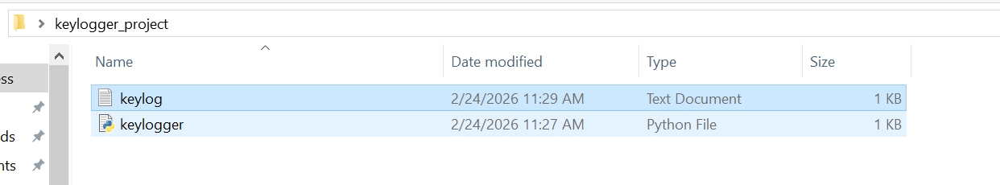 keylogger_project
Name Date modified Type Size
ess
keylog 2/24/2026 11:29 AM Text Document 1 KB
keylogger 2/24/2026 11:27 AM Python File 1 KB
ds
nts